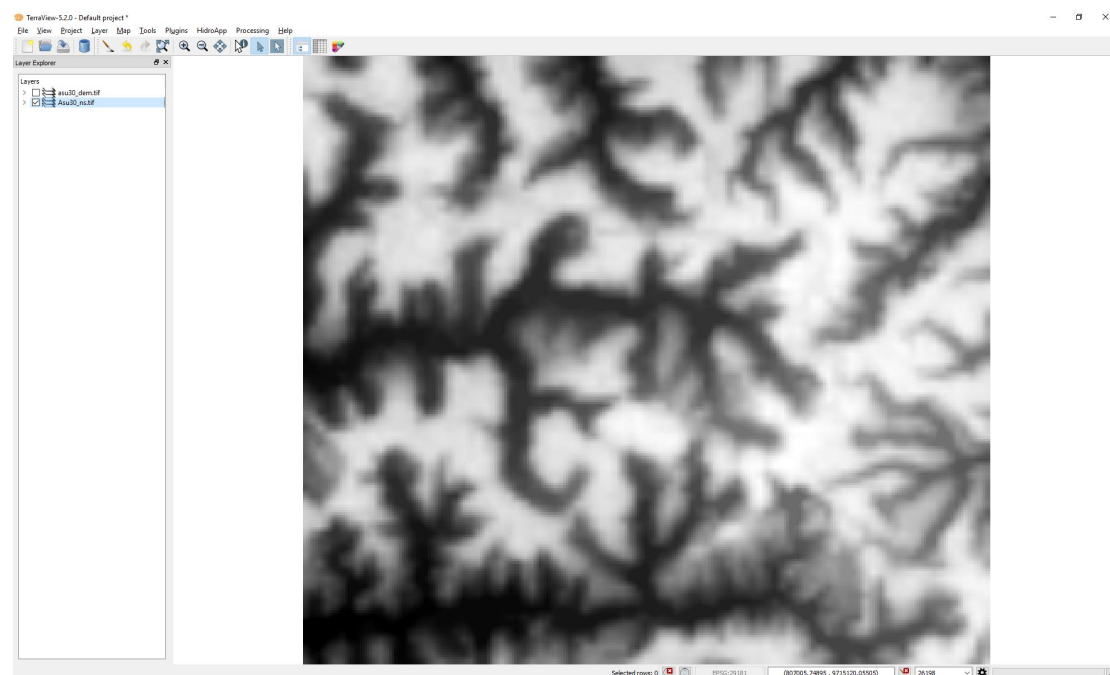 TerraView-5.2.0 - Default project *
File View Project Layer Map Tools Plugins HidroApp Processing Help
Layer Explorer
Layers
asu30_dem.tif
Asu30_ns.tif
Selected rows: 0 EPSG:29181 (807005.74895 , 9715120.05505) 26198